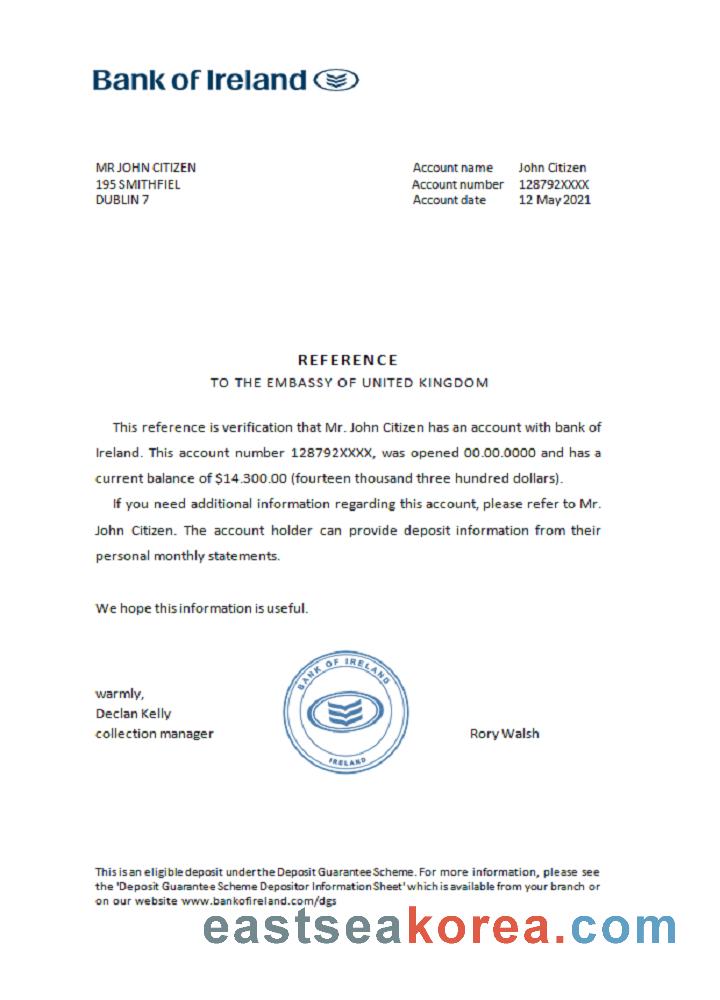 Bank of Ireland
MR JOHN CITIZEN
195 SMITHFIEL
DUBLIN 7
Account name John Citizen
Account number 128792XXXX
Account date 12 May 2021
REFERENCE
TO THE EMBASSY OF UNITED KINGDOM
This reference is verification that Mr. John Citizen has an account with bank of
Ireland. This account number 128792XXXX, was opened 00.00.0000 and has a
current balance of $14.300.00 (fourteen thousand three hundred dollars).
If you need additional information regarding this account, please refer to Mr.
John Citizen. The account holder can provide deposit information from their
personal monthly statements.
We hope this information is useful.
warmly,
Declan Kelly
collection manager
BANK OF IRELAND
IRELAND
Rory Walsh
This is an eligible deposit under the Deposit Guarantee Scheme. For more information, please see
the 'Deposit Guarantee Scheme Depositor Information Sheet' which is available from your branch or
on our website www.bankofireland.com/dgs
eastseakorea.com